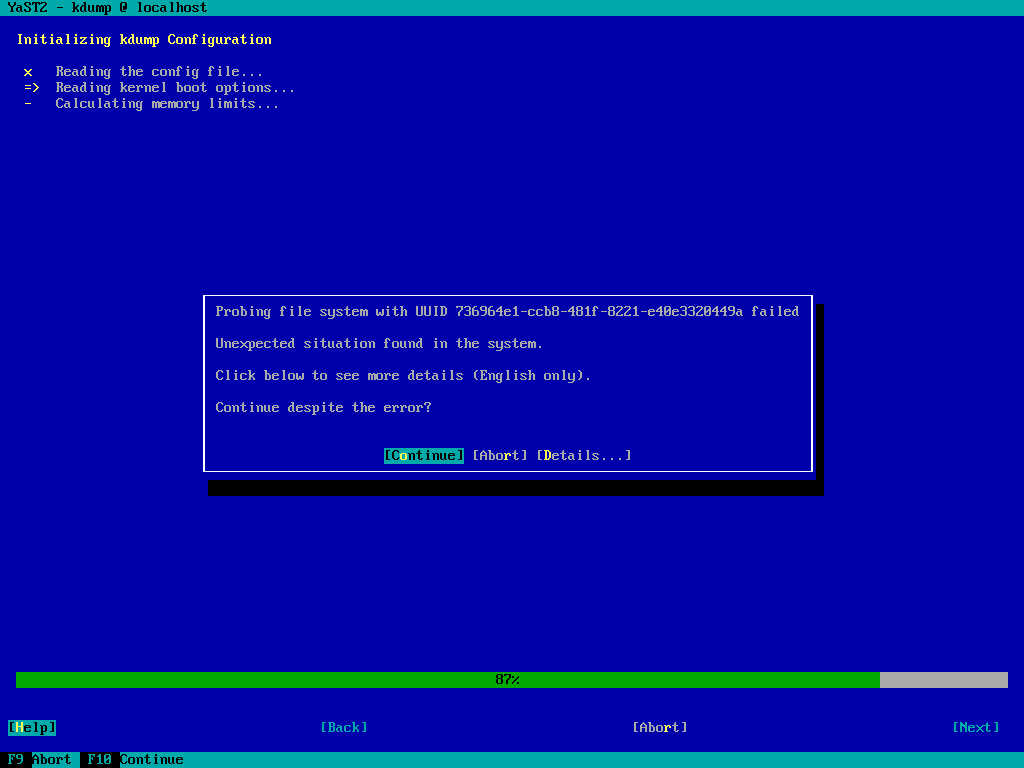 YaST2 - kdump @ localhost
Initializing kdump Configuration
x Reading the config file...
=> Reading kernel boot options...
- Calculating memory limits...
Probing file system with UUID 736964e1-ccb8-481f-8221-e40e3320449a failed
Unexpected situation found in the system.
Click below to see more details (English only).
Continue despite the error?
[Continue] [Abort] [Details...]
87%
[Help] [Back] [Abort] [Next]
F9 Abort F10 Continue